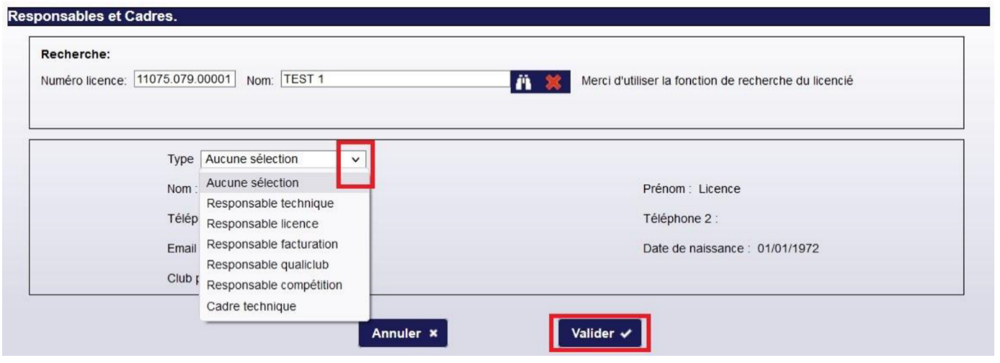 Responsables et Cadres.
Recherche:
Numéro licence: 11075.079.00001 Nom: TEST 1 Merci d'utiliser la fonction de recherche du licencié
Type Aucune sélection
Aucune sélection
Nom : Prénom : Licence
Responsable technique
Télép Téléphone 2 :
Responsable licence
Responsable facturation
Email Date de naissance : 01/01/1972
Responsable qualiclub
Club
Responsable compétition
Cadre technique
Annuler Valider